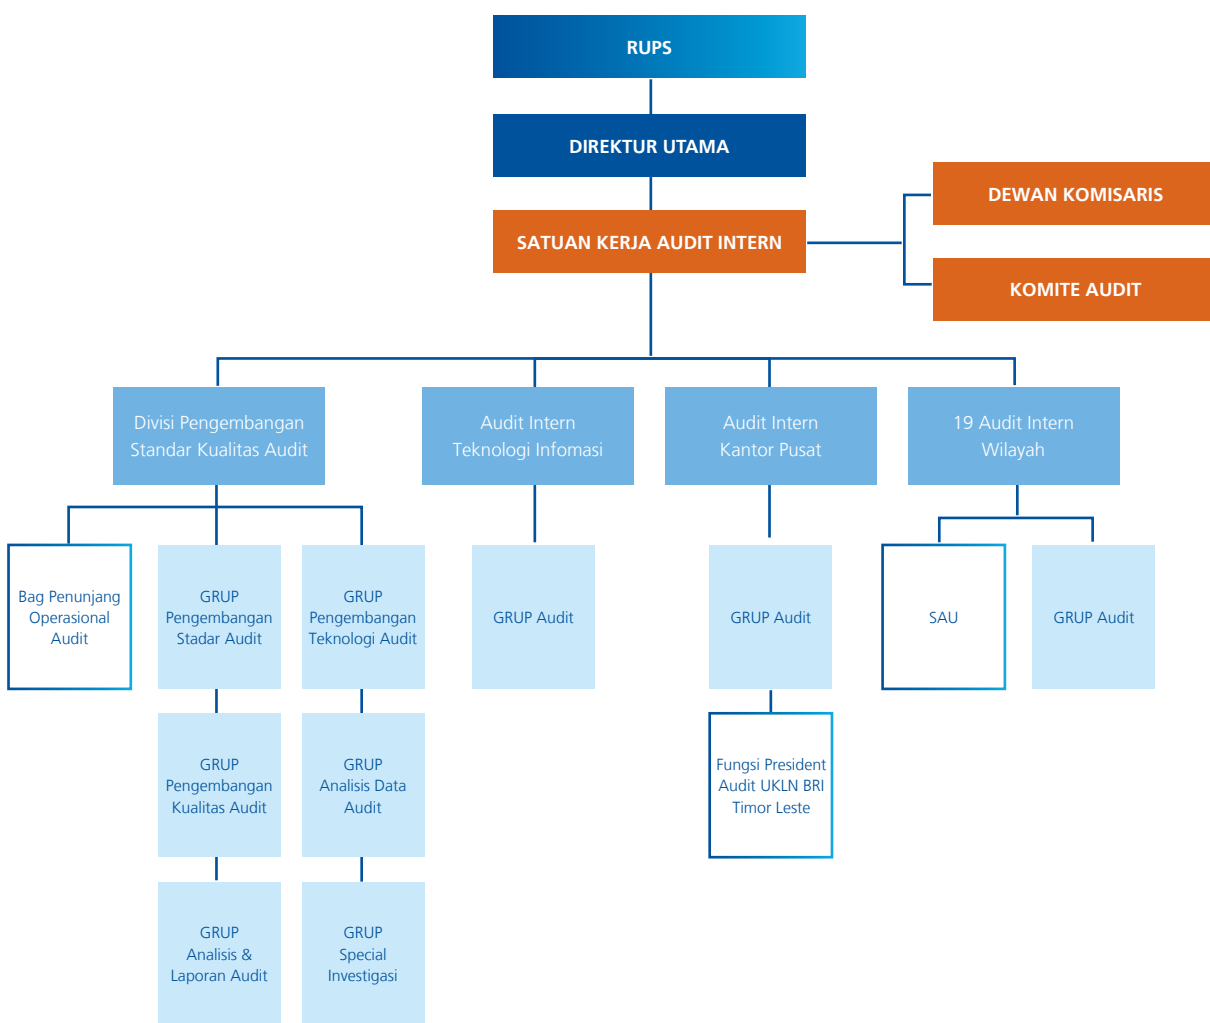 RUPS
DIREKTUR UTAMA
DEWAN KOMISARIS
SATUAN KERJA AUDIT INTERN
KOMITE AUDIT
Divisi Pengembangan
Standar Kualitas Audit
Audit Intern
Teknologi Infomasi
Audit Intern
Kantor Pusat
19 Audit Intern
Wilayah
Bag Penunjang
Operasional
Audit
GRUP
Pengembangan
Stadar Audit
GRUP
Pengembangan
Teknologi Audit
GRUP Audit
GRUP Audit
SAU
GRUP Audit
GRUP
Pengembangan
Kualitas Audit
GRUP
Analisis Data
Audit
Fungsi President
Audit UKLN BRI
Timor Leste
GRUP
Analisis &
Laporan Audit
GRUP
Special
Investigasi